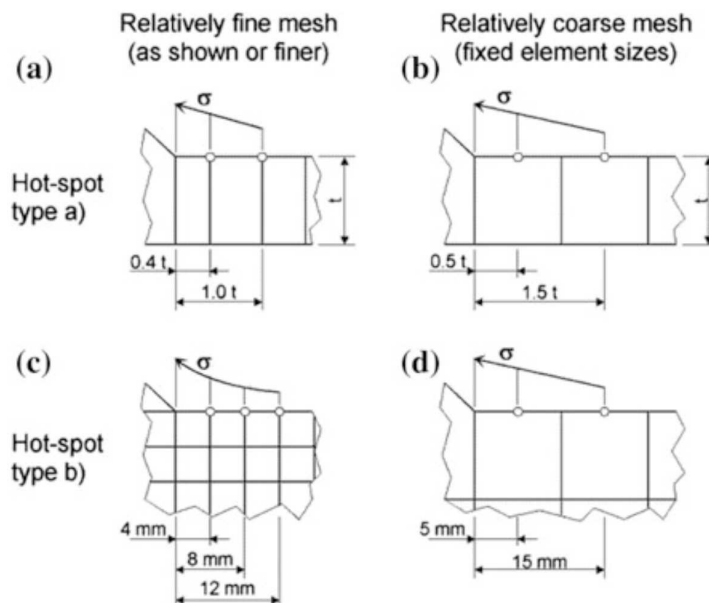 Relatively fine mesh
(as shown or finer)
Relatively coarse mesh
(fixed element sizes)
(a)
σ
(b)
σ
Hot-spot
type a)
t
t
0.4 t
1.0 t
0.5 t
1.5 t
(c)
σ
(d)
σ
Hot-spot
type b)
4 mm
8 mm
12 mm
5 mm
15 mm